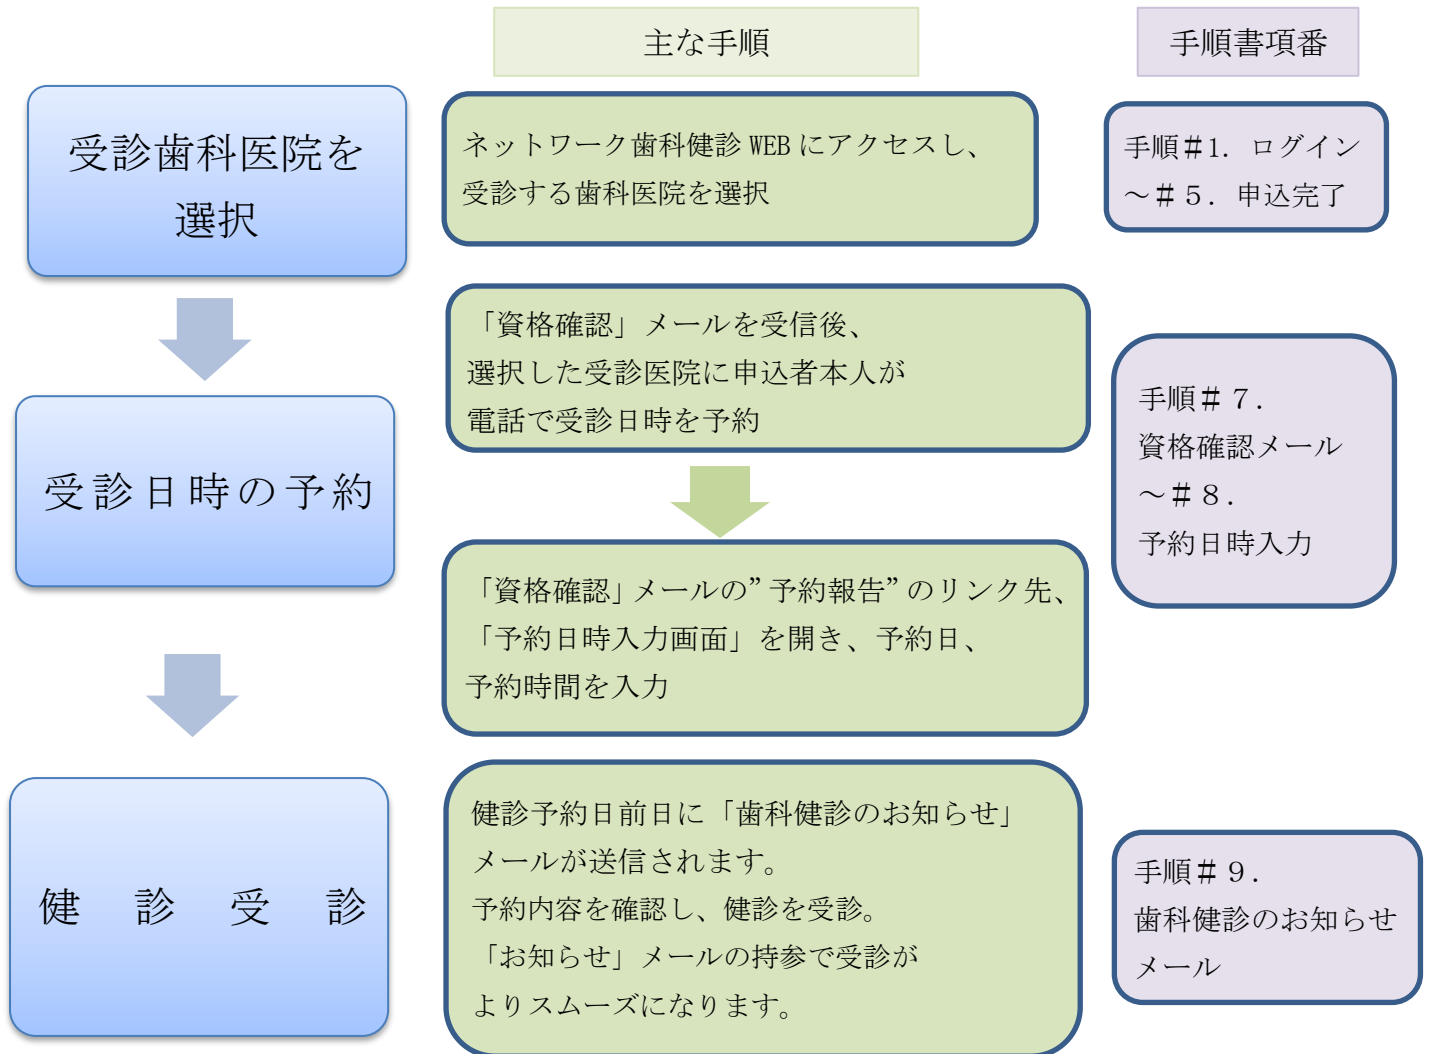 主な手順
手順書項番
受診歯科医院を
選択
ネットワーク歯科健診 WEB にアクセスし、
受診する歯科医院を選択
手順＃1．ログイン
～＃５．申込完了
受診日時の予約
「資格確認」メールを受信後、
選択した受診医院に申込者本人が
電話で受診日時を予約
「資格確認」メールの”予約報告”のリンク先、
「予約日時入力画面」を開き、予約日、
予約時間を入力
手順＃７．
資格確認メール
～＃８．
予約日時入力
健　診　受　診
健診予約日前日に「歯科健診のお知らせ」
メールが送信されます。
予約内容を確認し、健診を受診。
「お知らせ」メールの持参で受診が
よりスムーズになります。
手順＃９．
歯科健診のお知らせ
メール